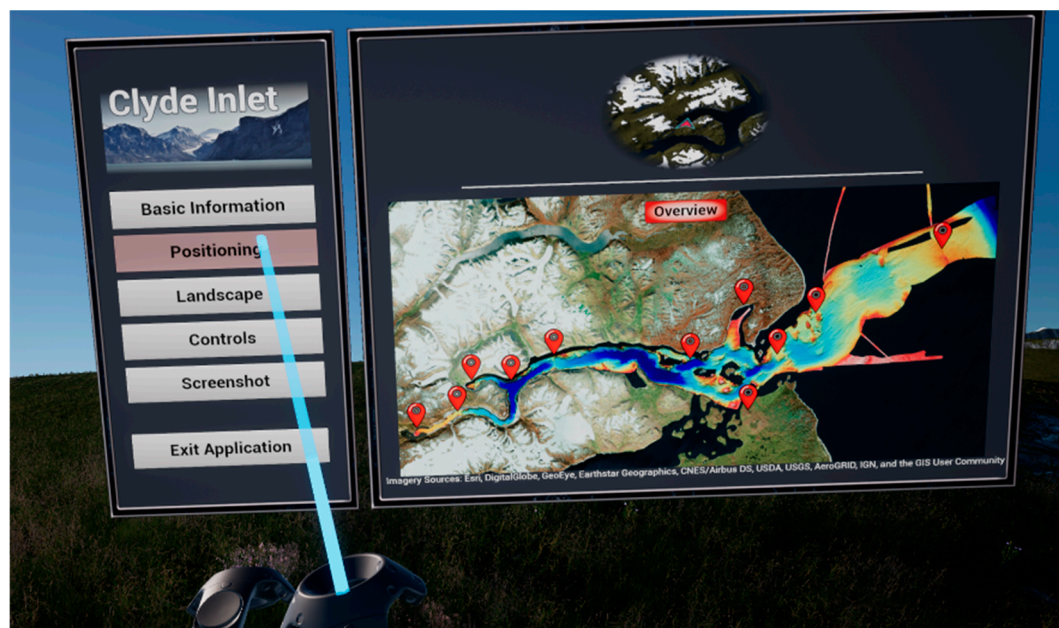 Clyde Inlet
Basic Information
Positioning
Landscape
Controls
Screenshot
Exit Application
Overview
Imagery Sources: Esri, DigitalGlobe, GeoEye, Earthstar Geographics, CNES/Airbus DS, USDA, USGS, AeroGRID, IGN, and the GIS User Community